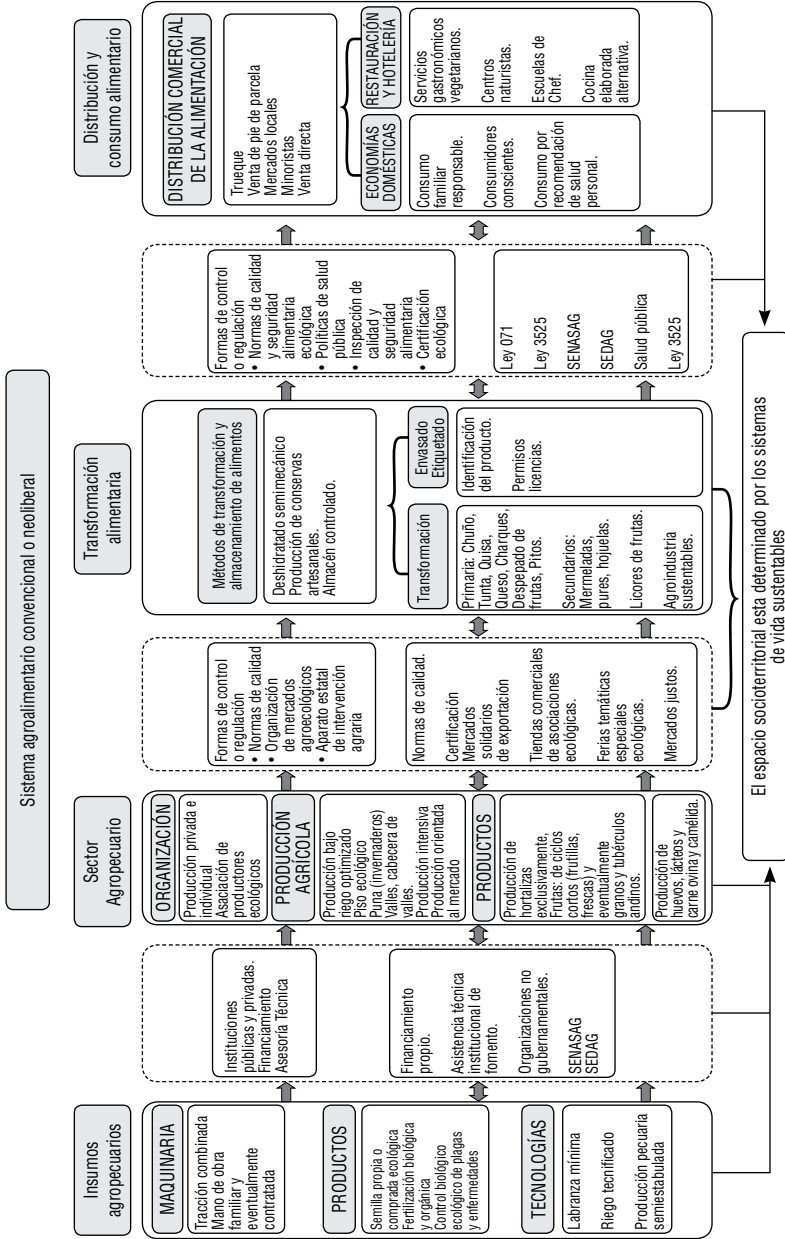 Sistema agroalimentario convencional o neoliberal
Insumos
agropecuarios
MAQUINARIA
Tracción combinada
Mano de obra
familiar y
eventualmente
contratada
PRODUCTOS
Semilla propia o
comprada ecológica
Fertilización biológica
y orgánica
Control biológico
ecológico de plagas
y enfermedades
TECNOLOGÍAS
Labranza mínima
Riego tecnificado
Producción pecuaria
semiestabulada
Instituciones
públicas y privadas.
Financiamiento
Asesoría Técnica
Financiamiento
propio.
Asistencia técnica
institucional de
fomento.
Organizaciones no
gubernamentales.
SENASAG
SEDAG
Sector
Agropecuario
ORGANIZACIÓN
Producción privada e
individual
Asaciación de
productores
ecológicos
PRODUCCIÓN
AGRÍCOLA
Producción bajo
riego optimizado
Piso ecológico
Puna (invernaderos)
Valles, cabecera de
valles.
Producción intensiva
Producción orientada
al mercado
PRODUCTOS
Producción de
hortalizas
exclusivamente,
Frutas: de ciclos
cortos (frutillas,
frescas) y
eventualmente
granos y tubérculos
andinos.
Producción de
huevos, lácteos y
carne ovina y camélida.
Formas de control
o regulación
• Normas de calidad
• Organización
de mercados
agroecológicos
• Aparato estatal
de intervención
agraria
Normas de calidad.
Certificación
Mercados
solidarios
de exportación
Tiendas comerciales
de asociaciones
ecológicas.
Ferias temáticas
especiales
ecológicas.
Mercados justos.
Transformación
alimentaria
Métodos de transformación y
almacenamiento de alimentos
Deshidratado semimecánico
Producción de conservas
artesanales.
Almacén controlado.
Transformación
Primaria: Chuño,
Tunta, Quisa,
Queso, Charques,
Despepado de
frutas, Pitos.
Secundarios:
Mermeladas,
pures, hojuelas.
Licores de frutas.
Agroindustria
sustentables.
Envasado
Etiquetado
Identificación
del producto.
Permisos
licencias.
Formas de control
o regulación
• Normas de calidad
y seguridad
alimentaria
ecológica
• Políticas de salud
pública
• Inspección de
calidad y
seguridad
alimentaria
• Certificación
ecológica
Ley 071
Ley 3525
SENASAG
SEDAG
Salud pública
Ley 3525
Distribución y
consumo alimentario
DISTRIBUCIÓN COMERCIAL
DE LA ALIMENTACIÓN
Trueque
Venta de pie de parcela
Mercados locales
Minoristas
Venta directa
ECONOMÍAS
DOMÉSTICAS
Consumo
familiar
responsable.
Consumidores
conscientes.
Consumo por
recomendación
de salud
personal.
RESTAURACIÓN
Y HOTELERÍA
Servicios
gastronómicos
vegetarianos.
Centros
naturistas.
Escuelas de
Chef.
Cocina
elaborada
alternativa.
El espacio socioterritorial esta determinado por los sistemas
de vida sustentables